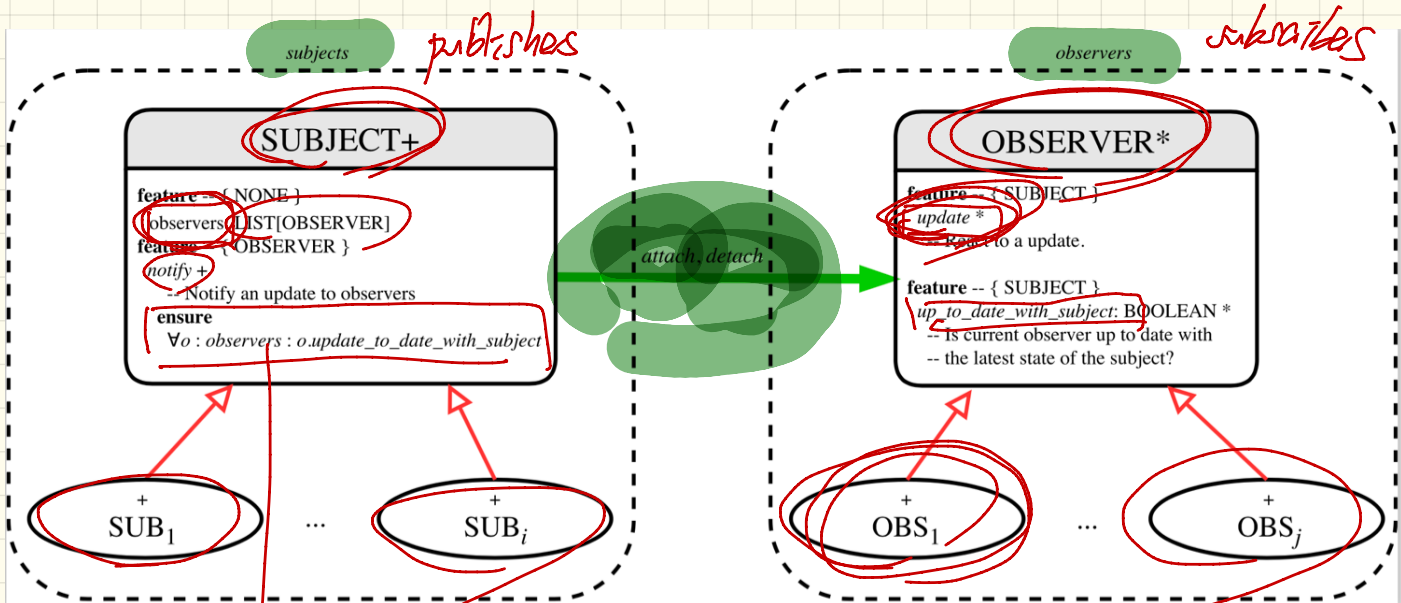 subjects
publishes
SUBJECT+
feature -- { NONE }
observers: LIST[OBSERVER]
feature -- { OBSERVER }
notify +
-- Notify an update to observers
ensure
∀o : observers : o.update_to_date_with_subject
+
SUB1
...
+
SUBi
attach, detach
observers
subscribes
OBSERVER*
feature -- { SUBJECT }
update *
-- React to a update.
feature -- { SUBJECT }
up_to_date_with_subject: BOOLEAN *
-- Is current observer up to date with
-- the latest state of the subject?
+
OBS1
...
+
OBSj